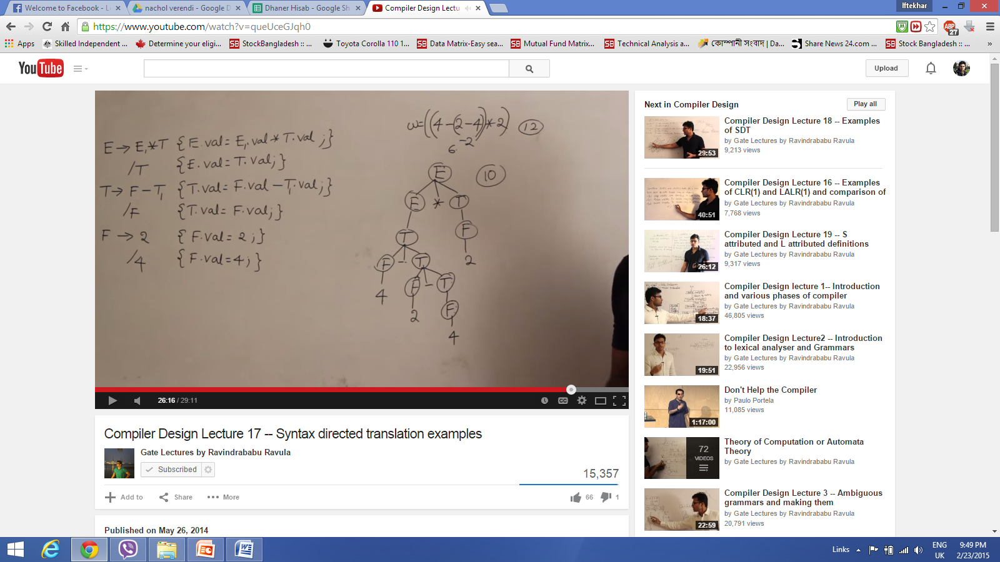 Welcome to Facebook - L
nachol verendi - Google D
Dhaner Hisab - Google Sh
Compiler Design Lectu
Iftekhar
https://www.youtube.com/watch?v=queUceGJqh0
ABP
27
Apps
Skilled Independent ...
Determine your eligi...
SB
StockBangladesh :: ...
Toyota Corolla 110 1...
SB
Data Matrix-Easy sea...
SB
Mutual Fund Matrix...
SB
Technical Analysis a...
কোম্পানী সংবাদ | Da...
Share News 24.com ...
SB
Stock Bangladesh :: ...
»
YouTube
Upload
w=((4-(2-4))*2) 12
6 -2
E → E₁*T {E.val = E₁.val * T.val;}
/T {E.val = T.val;}
T → F - T₁ {T.val = F.val - T₁.val;}
/F {T.val = F.val;}
F → 2 {F.val = 2;}
/4 {F.val = 4;}
E 10
E * T
T F
F - T₁ 2
4 F - T
2 F
4
26:16 / 29:11
CC
Compiler Design Lecture 17 -- Syntax directed translation examples
Gate Lectures by Ravindrababu Ravula
Subscribed
15,357
Add to
Share
More
66
1
Published on May 26, 2014
Next in Compiler Design
Play all
29:53
Compiler Design Lecture 18 -- Examples
of SDT
by Gate Lectures by Ravindrababu Ravula
9,213 views
40:51
Compiler Design Lecture 16 -- Examples
of CLR(1) and LALR(1) and comparison of
by Gate Lectures by Ravindrababu Ravula
7,768 views
26:12
Compiler Design Lecture 19 -- S
attributed and L attributed definitions
by Gate Lectures by Ravindrababu Ravula
9,317 views
18:37
Compiler Design lecture 1-- Introduction
and various phases of compiler
by Gate Lectures by Ravindrababu Ravula
46,805 views
19:51
Compiler Design Lecture2 -- Introduction
to lexical analyser and Grammars
by Gate Lectures by Ravindrababu Ravula
22,956 views
1:17:00
Don't Help the Compiler
by Paulo Portela
11,085 views
72
VIDEOS
Theory of Computation or Automata
Theory
by Gate Lectures by Ravindrababu Ravula
22:59
Compiler Design Lecture 3 -- Ambiguous
grammars and making them
by Gate Lectures by Ravindrababu Ravula
20,791 views
Links
ENG
UK
9:49 PM
2/23/2015